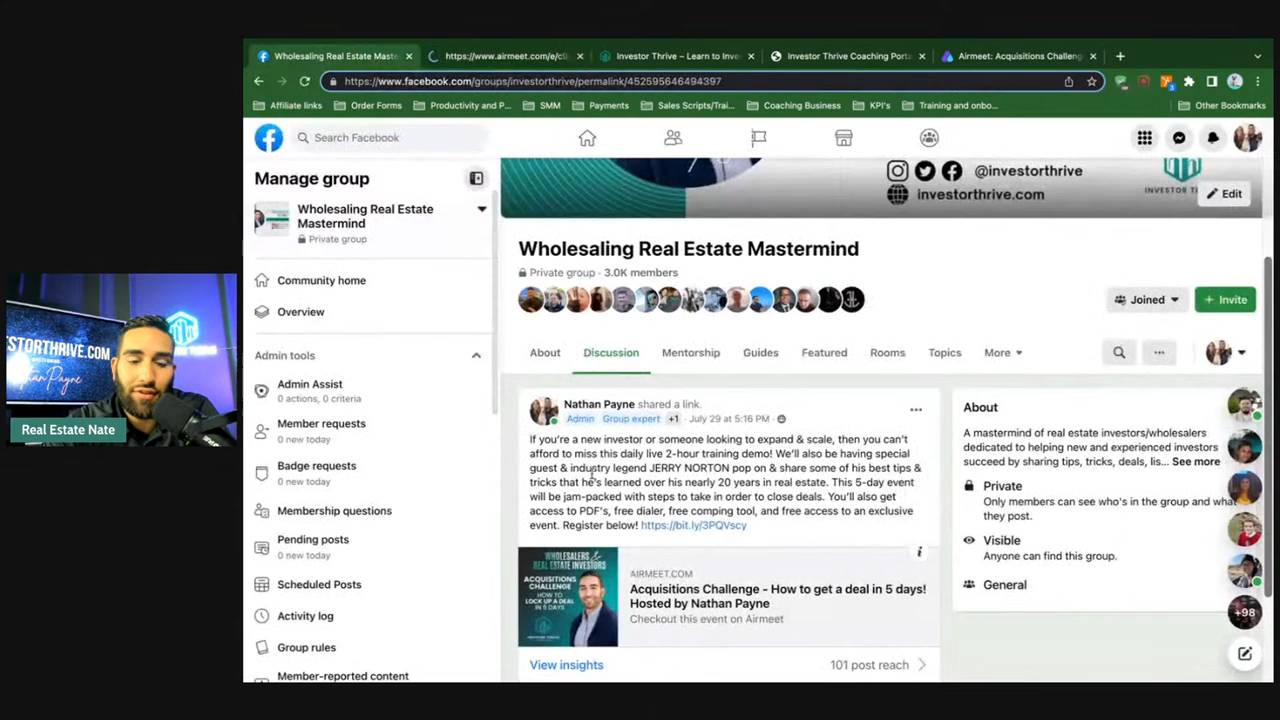 Wholesaling Real Estate Maste
https://www.airmeet.com/e/c
Investor Thrive – Learn to Inve
Investor Thrive Coaching Porta
Airmeet: Acquisitions Challeng
https://www.facebook.com/groups/investorthrive/permalink/452595646494397
Affiliate links
Order Forms
Productivity and P...
SMM
Payments
Sales Scripts/Trai...
Coaching Business
KPI's
Training and onbo...
Other Bookmarks
Search Facebook
Manage group
Wholesaling Real Estate
Mastermind
Private group
Community home
Overview
Admin tools
Admin Assist
0 actions, 0 criteria
Member requests
0 new today
Badge requests
0 new today
Membership questions
Pending posts
0 new today
Scheduled Posts
Activity log
Group rules
Member-reported content
@investorthrive
investorthrive.com
INVESTOR T
Edit
Wholesaling Real Estate Mastermind
Private group · 3.0K members
Joined
+ Invite
About
Discussion
Mentorship
Guides
Featured
Rooms
Topics
More
Nathan Payne shared a link.
Admin Group expert +1 · July 29 at 5:16 PM ·
If you're a new investor or someone looking to expand & scale, then you can't
afford to miss this daily live 2-hour training demo! We'll also be having special
guest & industry legend JERRY NORTON pop on & share some of his best tips &
tricks that he's learned over his nearly 20 years in real estate. This 5-day event
will be jam-packed with steps to take in order to close deals. You'll also get
access to PDF's, free dialer, free comping tool, and free access to an exclusive
event. Register below! https://bit.ly/3PQVscy
WHOLESALERS &
REAL ESTATE INVESTORS
ACQUISITIONS
CHALLENGE
HOW TO
LOCK UP A DEAL
IN 5 DAYS
AIRMEET.COM
Acquisitions Challenge - How to get a deal in 5 days!
Hosted by Nathan Payne
Checkout this event on Airmeet
View insights
101 post reach
About
A mastermind of real estate investors/wholesalers
dedicated to helping new and experienced investors
succeed by sharing tips, tricks, deals, lis... See more
Private
Only members can see who's in the group and what
they post.
Visible
Anyone can find this group.
General
+98
VESTORTHRIVE.COM
Payne
Real Estate Nate